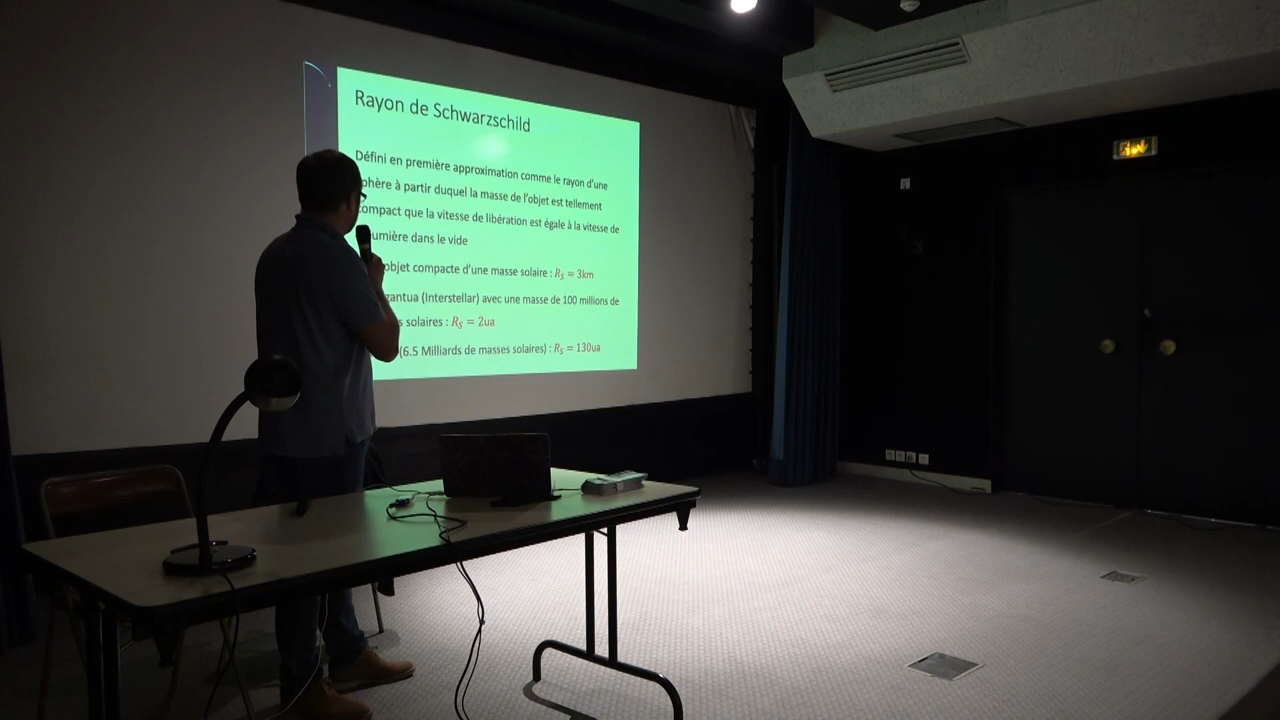 Rayon de Schwarzschild
Défini en première approximation comme le rayon d'une
sphère à partir duquel la masse de l'objet est tellement
compact que la vitesse de libération est égale à la vitesse de
lumière dans le vide
objet compacte d'une masse solaire : R_S = 3km
gantua (Interstellar) avec une masse de 100 millions de
s solaires : R_S = 2ua
(6.5 Milliards de masses solaires) : R_S = 130ua